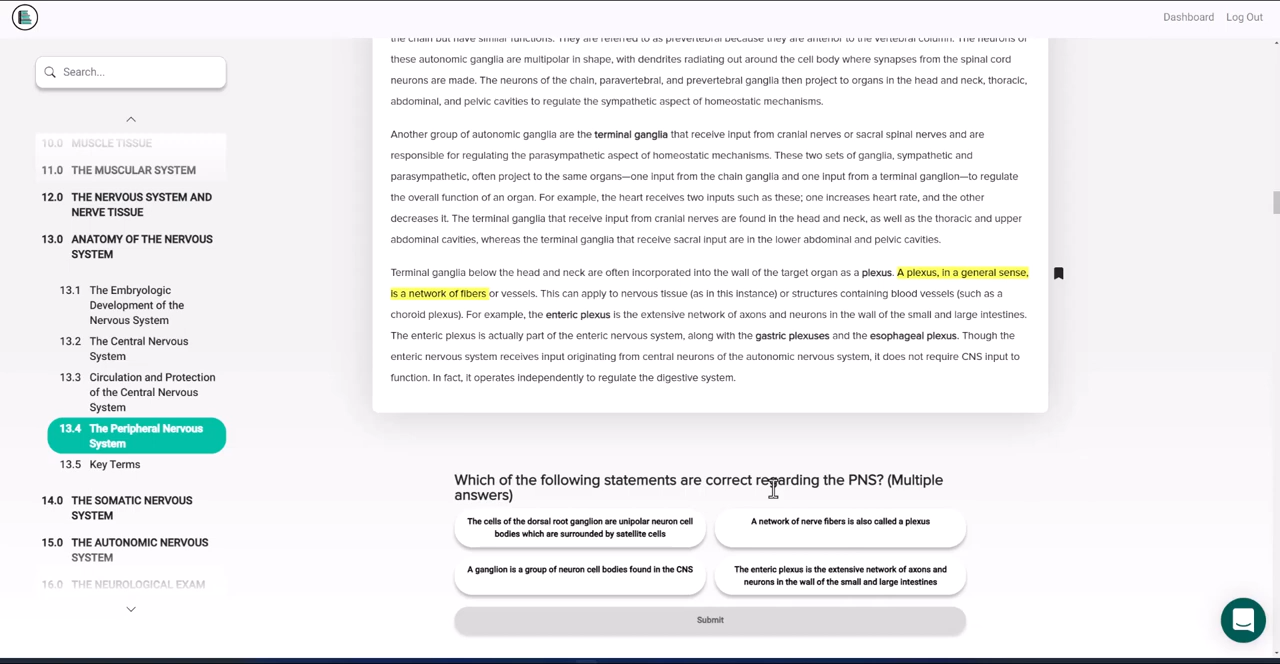 Dashboard Log Out
Search...
10.0 MUSCLE TISSUE
11.0 THE MUSCULAR SYSTEM
12.0 THE NERVOUS SYSTEM AND
NERVE TISSUE
13.0 ANATOMY OF THE NERVOUS
SYSTEM
13.1 The Embryologic
Development of the
Nervous System
13.2 The Central Nervous
System
13.3 Circulation and Protection
of the Central Nervous
System
13.4 The Peripheral Nervous
System
13.5 Key Terms
14.0 THE SOMATIC NERVOUS
SYSTEM
15.0 THE AUTONOMIC NERVOUS
SYSTEM
16.0 THE NEUROLOGICAL EXAM
the chain but have similar functions. They are referred to as prevertebral because they are anterior to the vertebral column. The neurons of
these autonomic ganglia are multipolar in shape, with dendrites radiating out around the cell body where synapses from the spinal cord
neurons are made. The neurons of the chain, paravertebral, and prevertebral ganglia then project to organs in the head and neck, thoracic,
abdominal, and pelvic cavities to regulate the sympathetic aspect of homeostatic mechanisms.
Another group of autonomic ganglia are the terminal ganglia that receive input from cranial nerves or sacral spinal nerves and are
responsible for regulating the parasympathetic aspect of homeostatic mechanisms. These two sets of ganglia, sympathetic and
parasympathetic, often project to the same organs—one input from the chain ganglia and one input from a terminal ganglion—to regulate
the overall function of an organ. For example, the heart receives two inputs such as these; one increases heart rate, and the other
decreases it. The terminal ganglia that receive input from cranial nerves are found in the head and neck, as well as the thoracic and upper
abdominal cavities, whereas the terminal ganglia that receive sacral input are in the lower abdominal and pelvic cavities.
Terminal ganglia below the head and neck are often incorporated into the wall of the target organ as a plexus. A plexus, in a general sense,
is a network of fibers or vessels. This can apply to nervous tissue (as in this instance) or structures containing blood vessels (such as a
choroid plexus). For example, the enteric plexus is the extensive network of axons and neurons in the wall of the small and large intestines.
The enteric plexus is actually part of the enteric nervous system, along with the gastric plexuses and the esophageal plexus. Though the
enteric nervous system receives input originating from central neurons of the autonomic nervous system, it does not require CNS input to
function. In fact, it operates independently to regulate the digestive system.
Which of the following statements are correct regarding the PNS? (Multiple
answers)
The cells of the dorsal root ganglion are unipolar neuron cell
bodies which are surrounded by satellite cells
A network of nerve fibers is also called a plexus
A ganglion is a group of neuron cell bodies found in the CNS
The enteric plexus is the extensive network of axons and
neurons in the wall of the small and large intestines
Submit